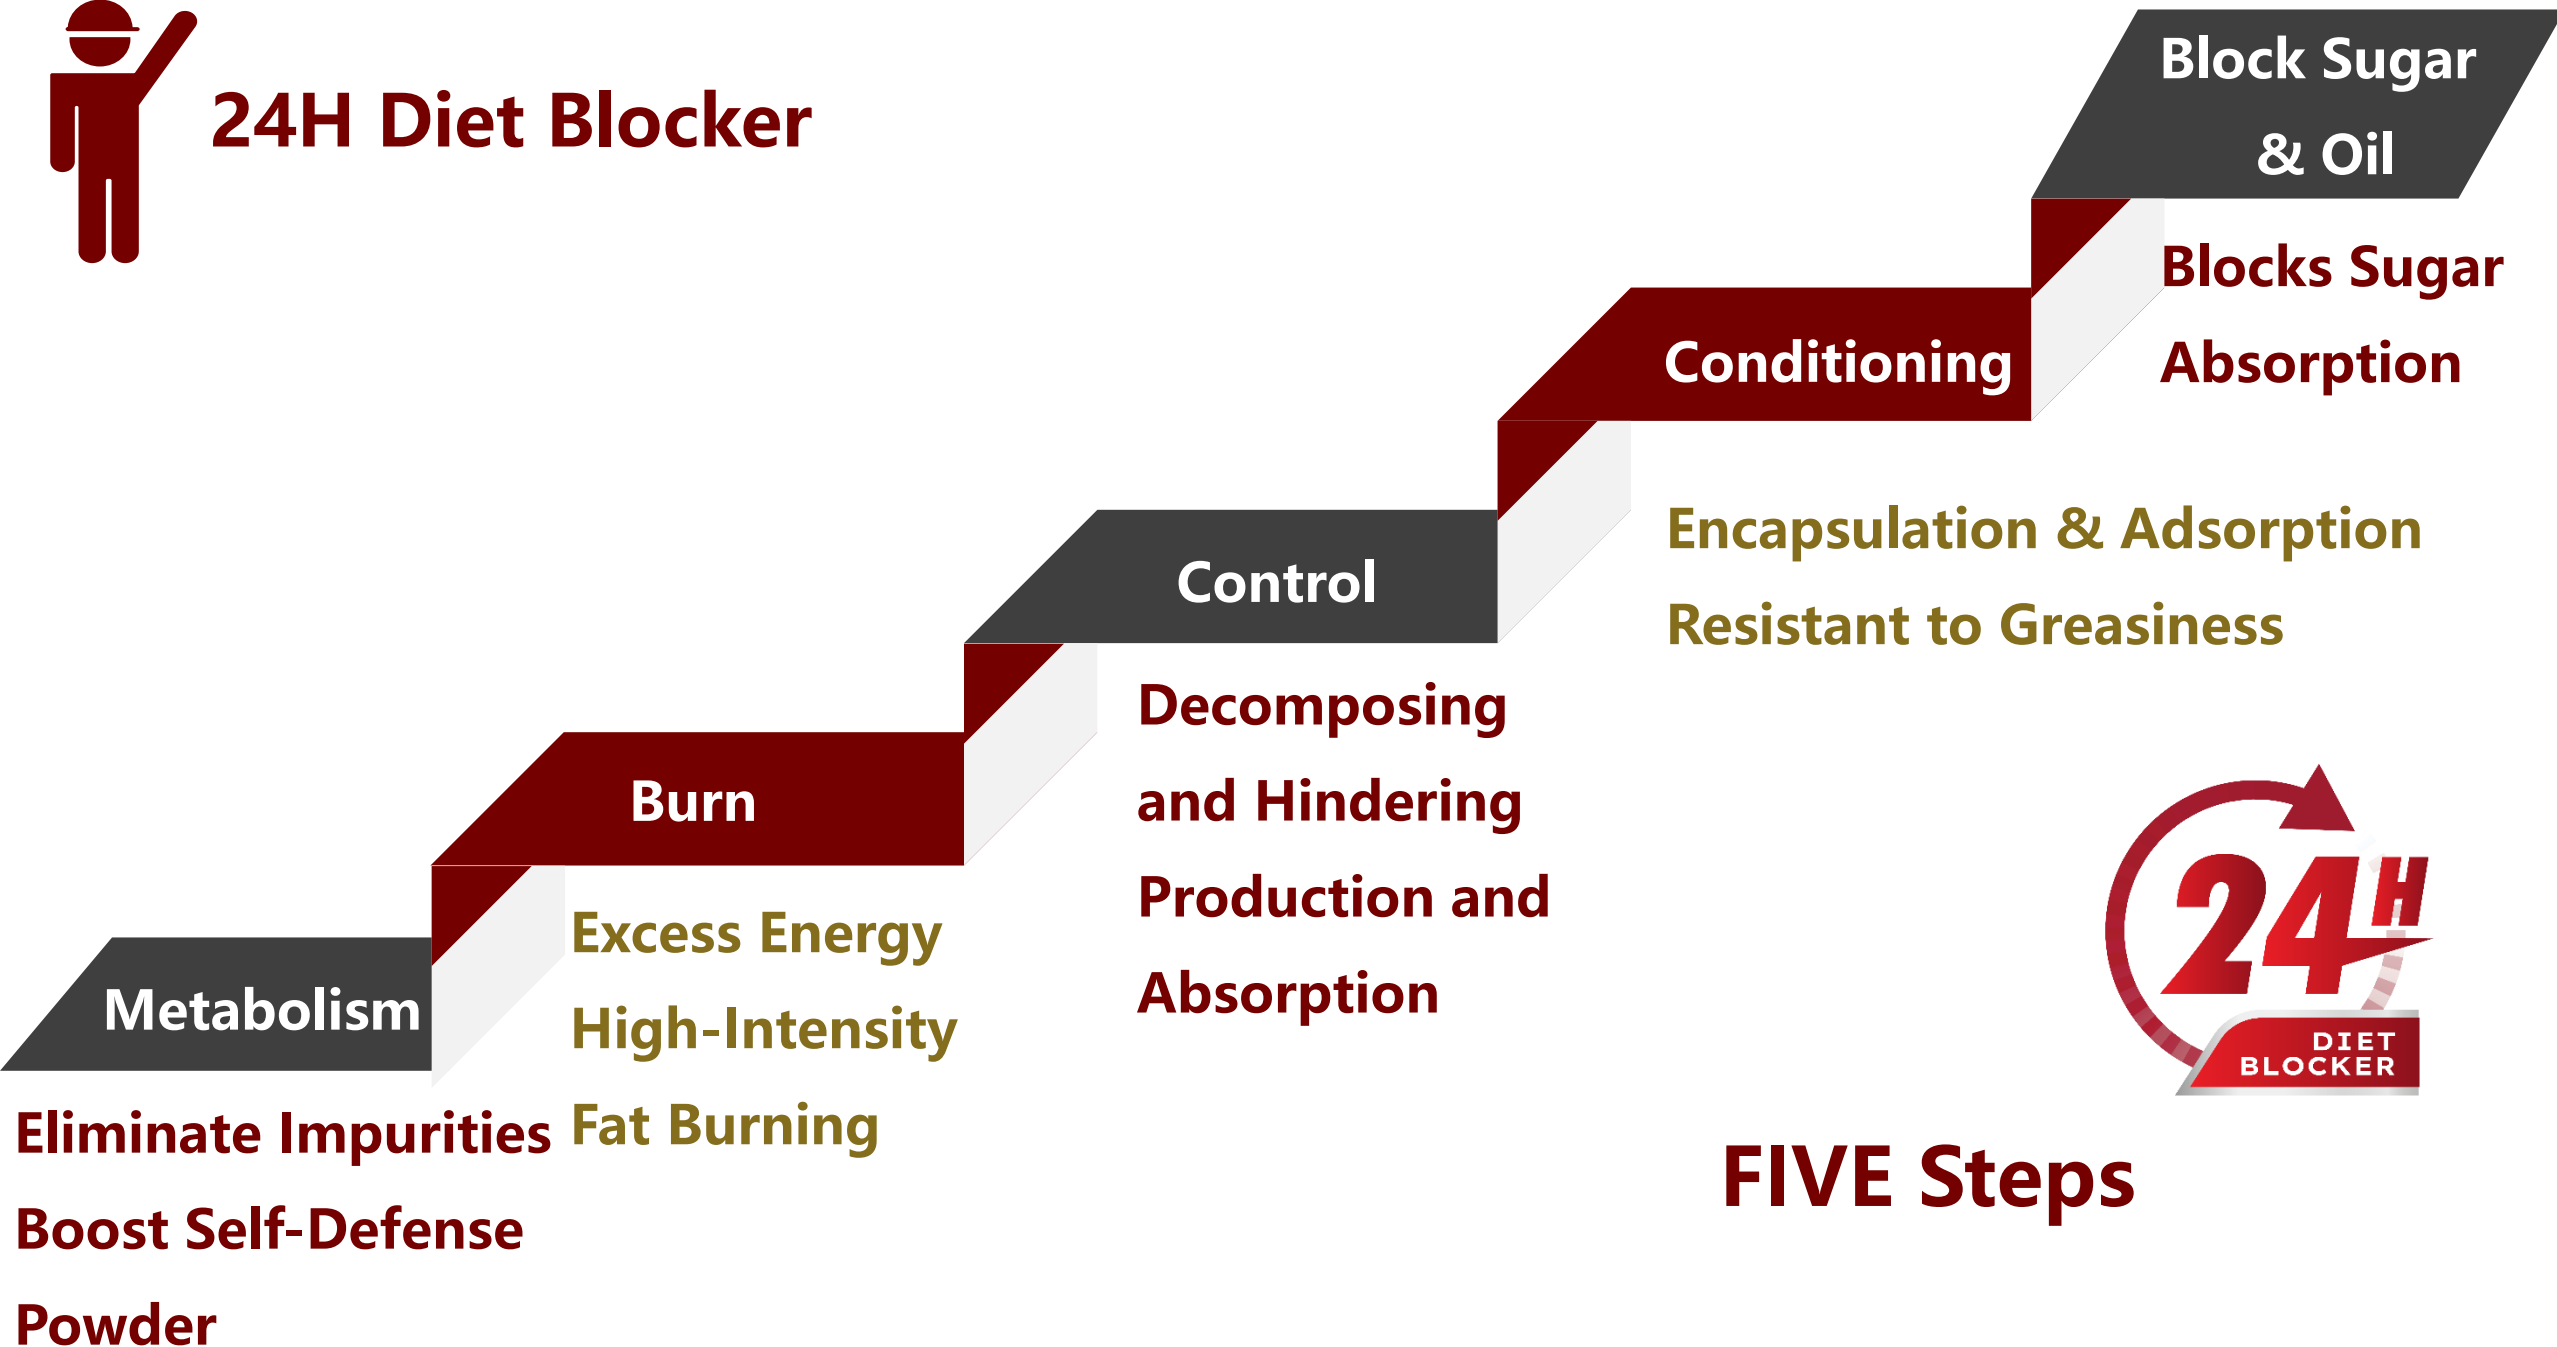 24H Diet Blocker
Metabolism
Eliminate Impurities
Boost Self-Defense
Powder
Burn
Excess Energy
High-Intensity
Fat Burning
Control
Decomposing
and Hindering
Production and
Absorption
Conditioning
Encapsulation & Adsorption
Resistant to Greasiness
Block Sugar
& Oil
Blocks Sugar
Absorption
24H
DIET
BLOCKER
FIVE Steps